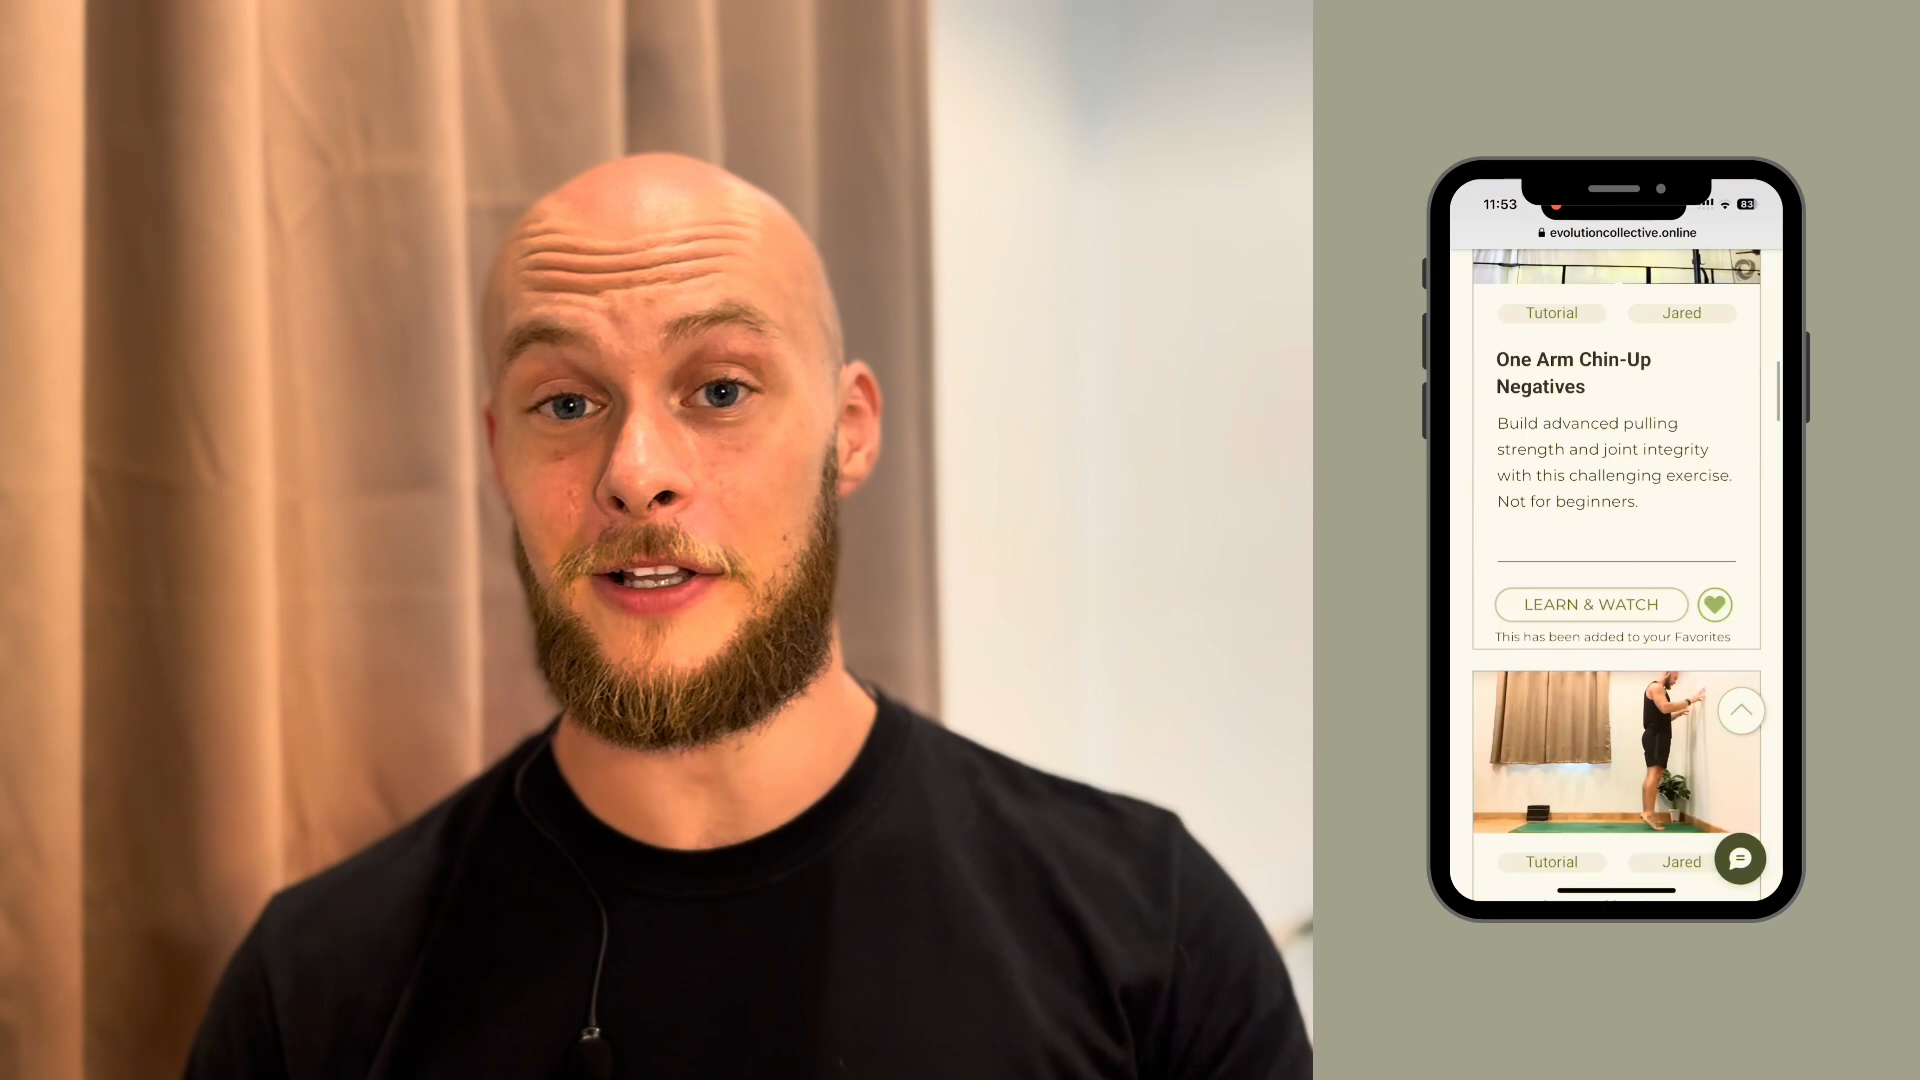 11:53
83
evolutioncollective.online
Tutorial Jared
One Arm Chin-Up
Negatives
Build advanced pulling
strength and joint integrity
with this challenging exercise.
Not for beginners.
LEARN & WATCH
This has been added to your Favorites
Tutorial Jared